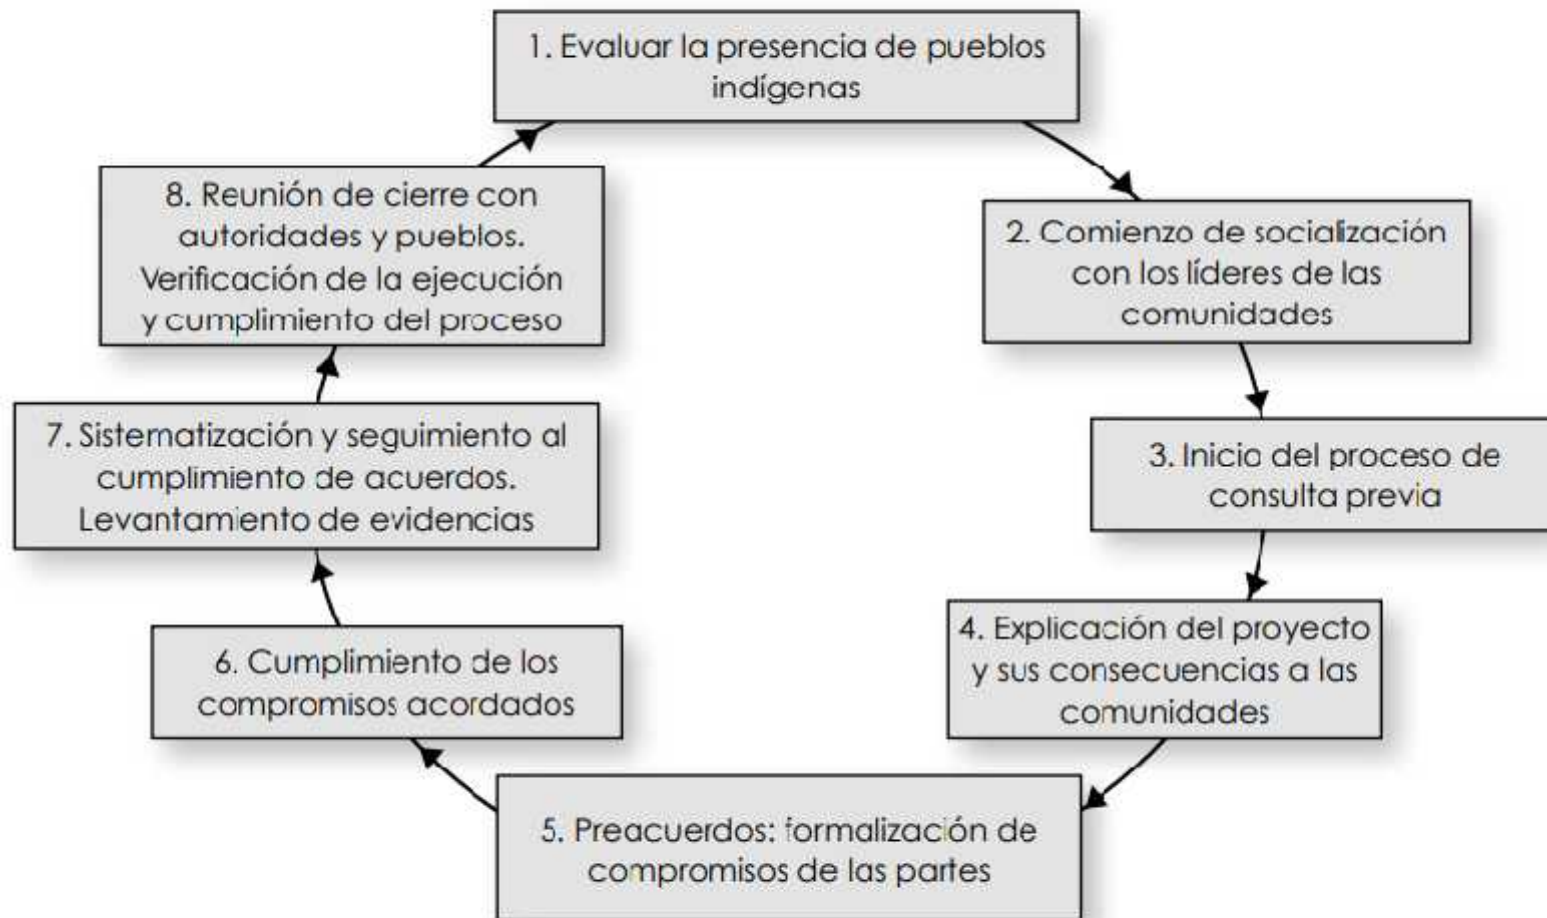 1. Evaluar la presencia de pueblos
indígenas
2. Comienzo de socialización
con los líderes de las
comunidades
3. Inicio del proceso de
consulta previa
4. Explicación del proyecto
y sus consecuencias a las
comunidades
5. Preacuerdos: formalización de
compromisos de las partes
6. Cumplimiento de los
compromisos acordados
7. Sistematización y seguimiento al
cumplimiento de acuerdos.
Levantamiento de evidencias
8. Reunión de cierre con
autoridades y pueblos.
Verificación de la ejecución
y cumplimiento del proceso